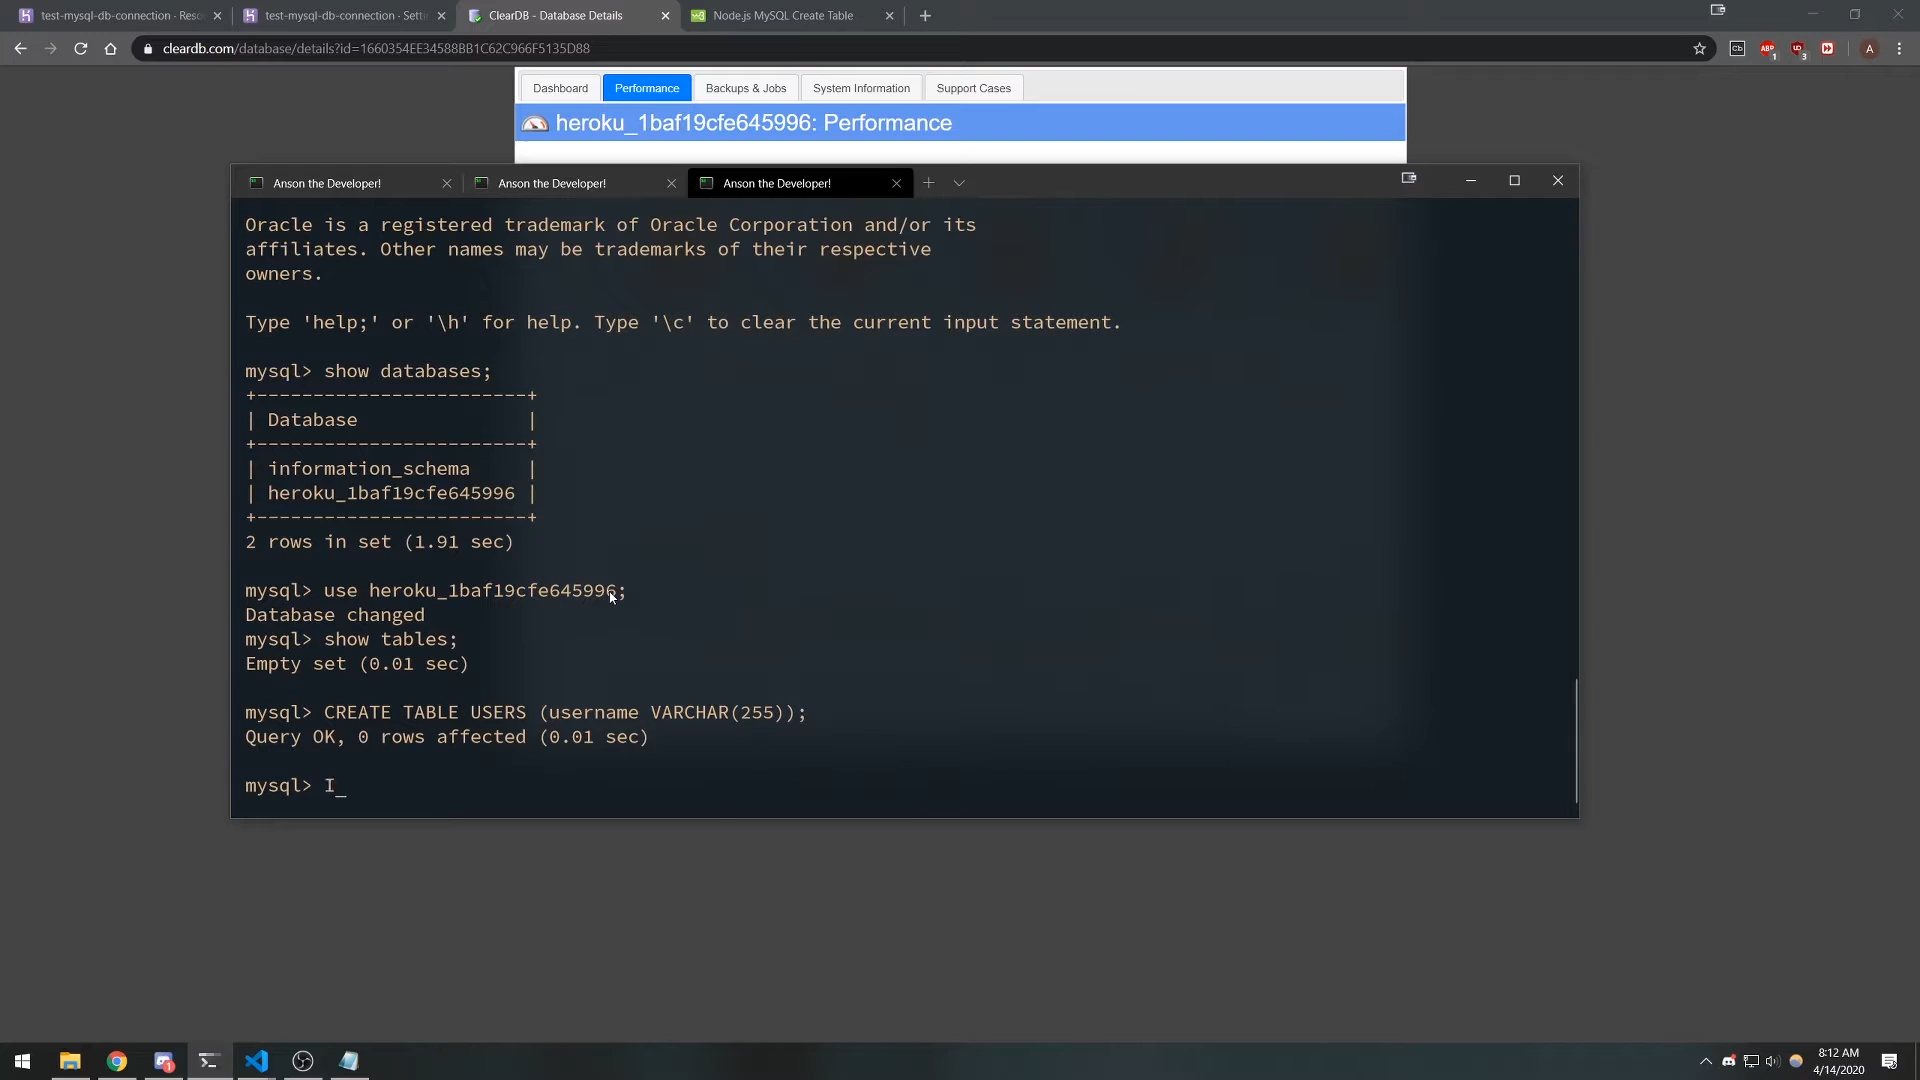 test-mysql-db-connection · Reso
test-mysql-db-connection · Setti
ClearDB - Database Details
Node.js MySQL Create Table
cleardb.com/database/details?id=1660354EE34588BB1C62C966F5135D88
Cb
ABP
1
3
A
Dashboard
Performance
Backups & Jobs
System Information
Support Cases
heroku_1baf19cfe645996: Performance
Anson the Developer!
Anson the Developer!
Anson the Developer!
Oracle is a registered trademark of Oracle Corporation and/or its
affiliates. Other names may be trademarks of their respective
owners.
Type 'help;' or '\h' for help. Type '\c' to clear the current input statement.
mysql> show databases;
+-----------------------+
| Database |
+-----------------------+
| information_schema |
| heroku_1baf19cfe645996 |
+-----------------------+
2 rows in set (1.91 sec)
mysql> use heroku_1baf19cfe645996;
Database changed
mysql> show tables;
Empty set (0.01 sec)
mysql> CREATE TABLE USERS (username VARCHAR(255));
Query OK, 0 rows affected (0.01 sec)
mysql> I_
8:12 AM
4/14/2020